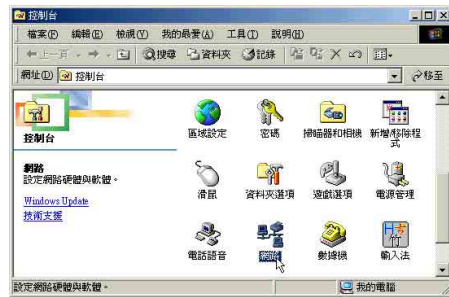 控制台
檔案(F) 編輯(E) 檢視(V) 我的最愛(A) 工具(T) 說明(H)
上一頁 搜尋 資料夾 記錄
網址(D) 控制台 移至
控制台
網路
設定網路硬體與軟體。
Windows Update
技術支援
區域設定 密碼 掃瞄器和相機 新增/移除程式
滑鼠 資料夾選項 遊戲選項 電源管理
電話語音 網路 數據機 輸入法
設定網路硬體與軟體。 我的電腦